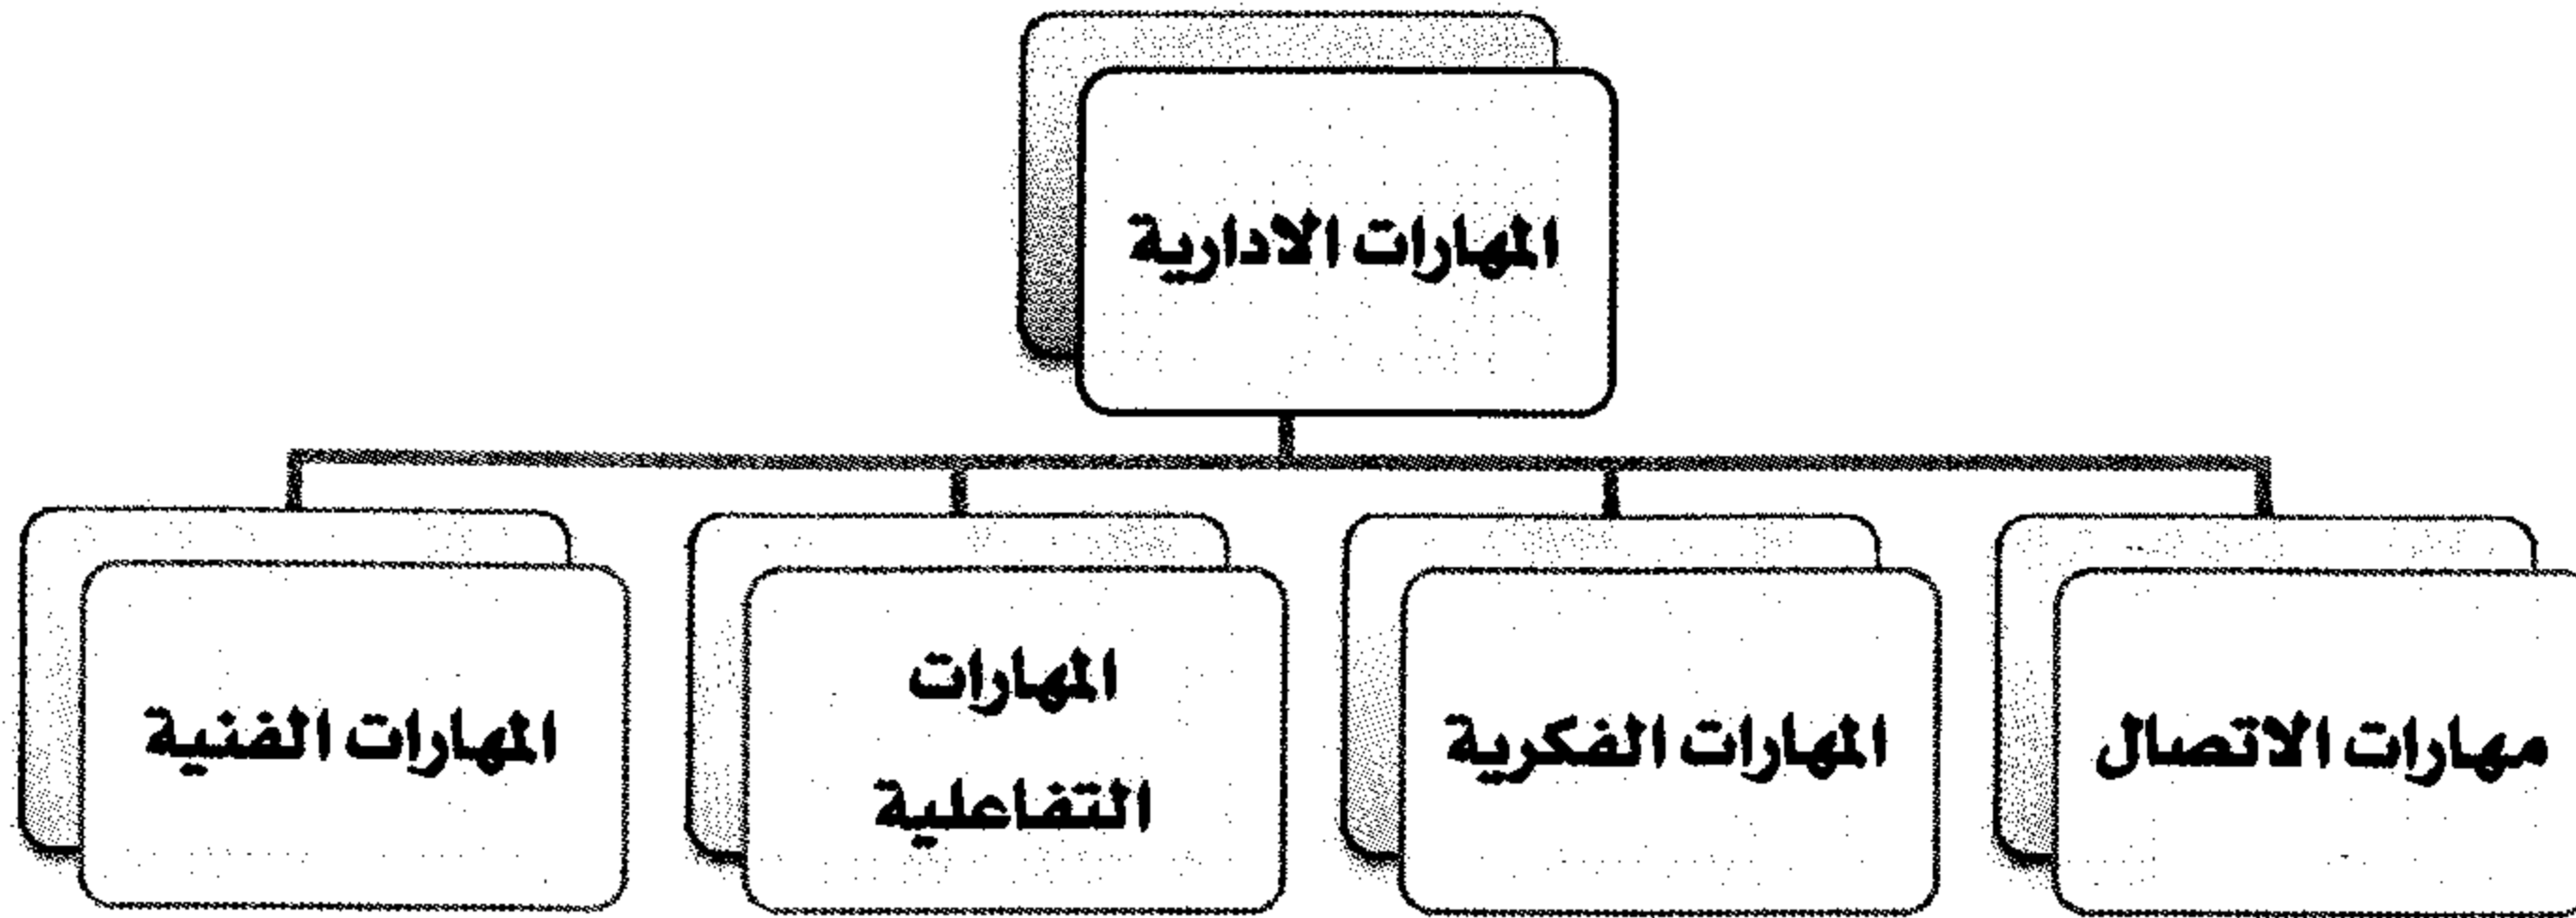 المهارات الادارية
مهارات الاتصال
المهارات الفكرية
المهارات
التفاعلية
المهارات الفنية